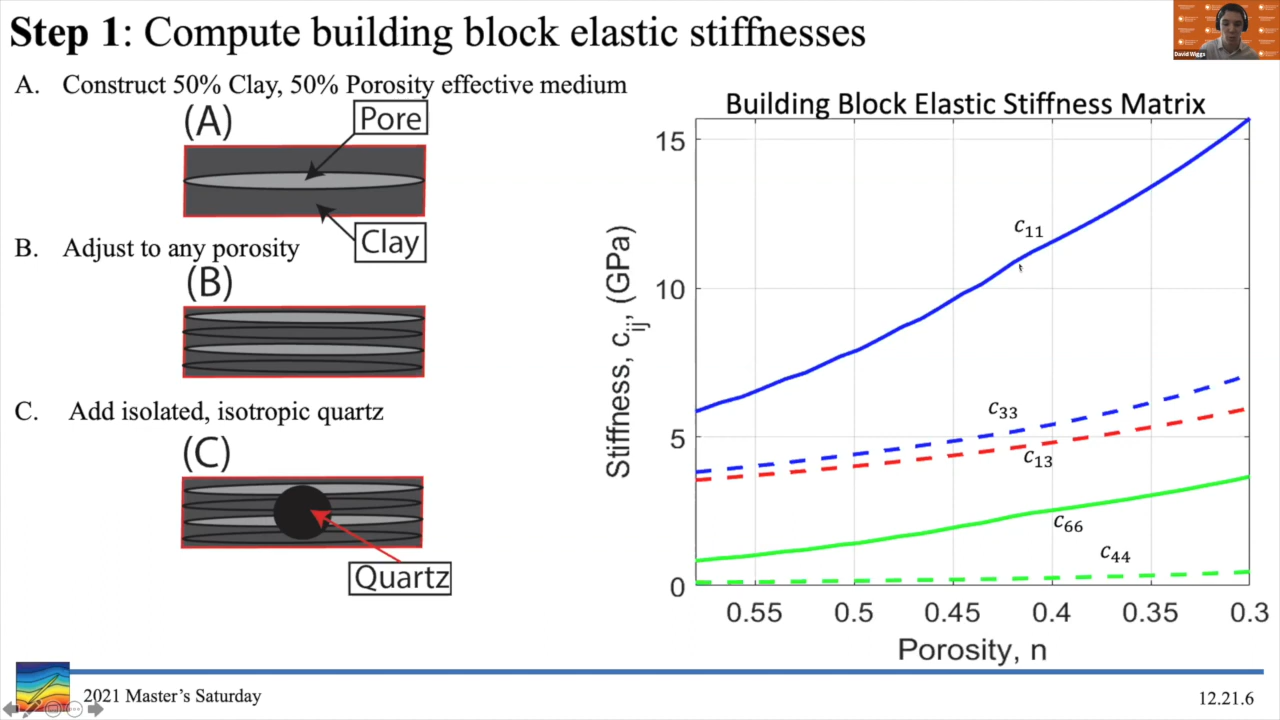 Step 1: Compute building block elastic stiffnesses
David Wiggs
A. Construct 50% Clay, 50% Porosity effective medium
(A)
Pore
Clay
B. Adjust to any porosity
(B)
C. Add isolated, isotropic quartz
(C)
Quartz
Building Block Elastic Stiffness Matrix
Stiffness, c_ij, (GPa)
15
10
5
0
c_11
c_33
c_13
c_66
c_44
0.55 0.5 0.45 0.4 0.35 0.3
Porosity, n
2021 Master's Saturday
12.21.6